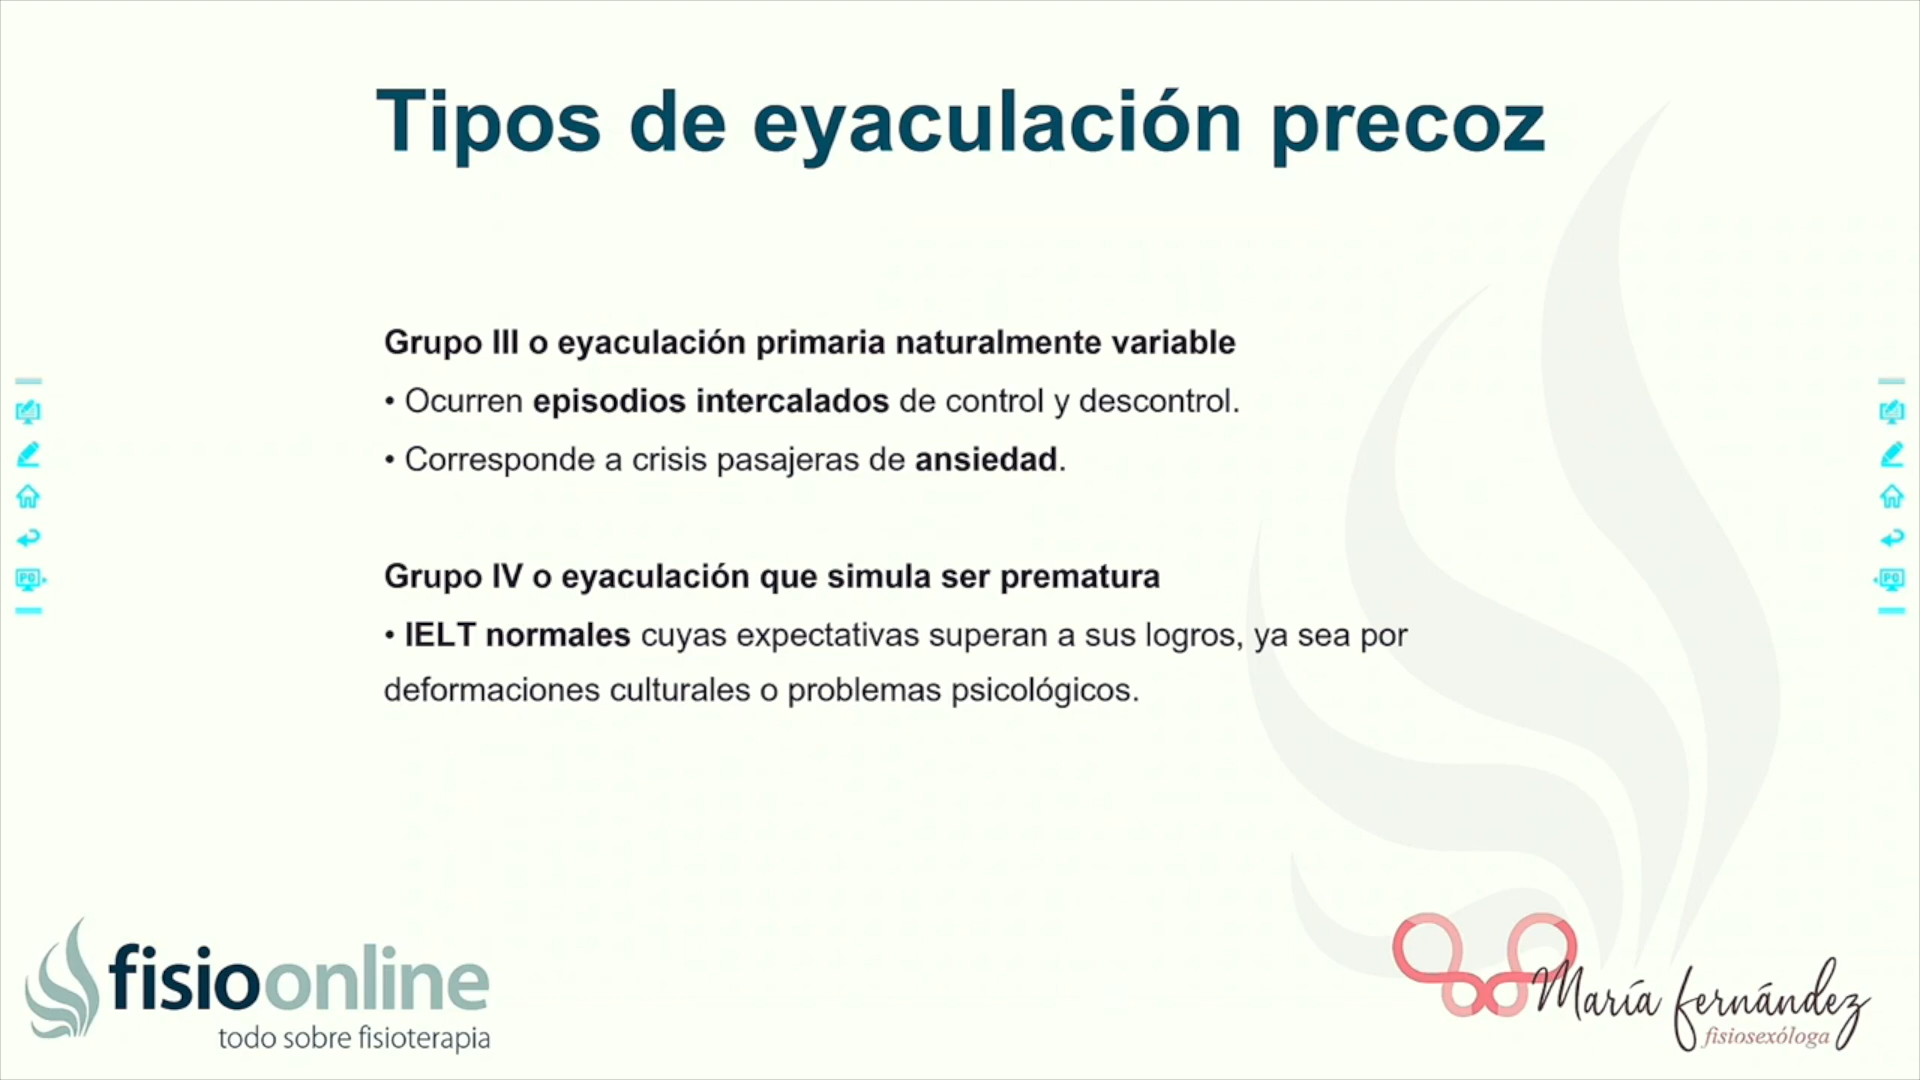 Tipos de eyaculación precoz
Grupo III o eyaculación primaria naturalmente variable
• Ocurren episodios intercalados de control y descontrol.
• Corresponde a crisis pasajeras de ansiedad.
Grupo IV o eyaculación que simula ser prematura
• IELT normales cuyas expectativas superan a sus logros, ya sea por
deformaciones culturales o problemas psicológicos.
PC
PC
fisioonline
todo sobre fisioterapia
María fernández
fisiosexóloga